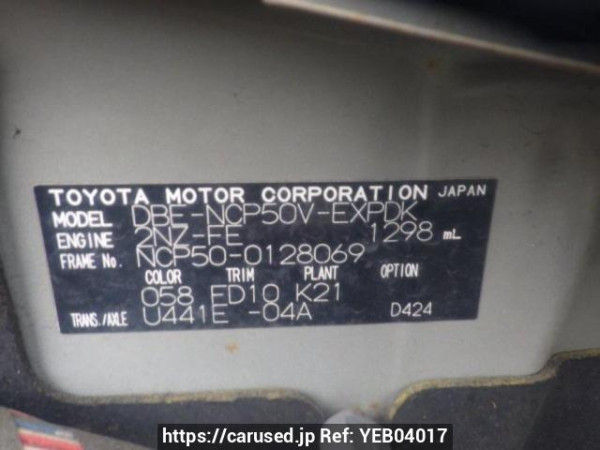 TOYOTA MOTOR CORPORATION JAPAN
MODEL DBE-NCP50V-EXPDK
ENGINE 2NZ-FE 1298 mL
FRAME No. NCP50-0128069
COLOR TRIM PLANT OPTION
058 ED10 K21
TRANS./AXLE U441E -04A D424
https://carused.jp Ref: YEB04017